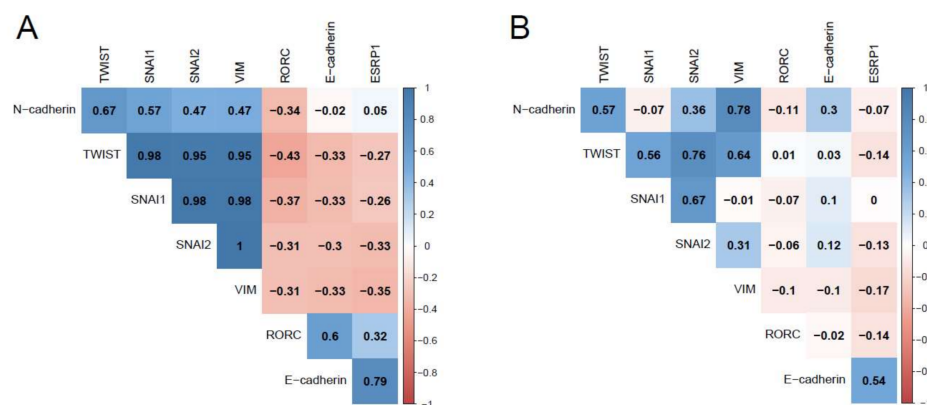 A
TWIST SNAI1 SNAI2 VIM RORC E−cadherin ESRP1
N−cadherin 0.67 0.57 0.47 0.47 −0.34 −0.02 0.05
TWIST 0.98 0.95 0.95 −0.43 −0.33 −0.27
SNAI1 0.98 0.98 −0.37 −0.33 −0.26
SNAI2 1 −0.31 −0.3 −0.33
VIM −0.31 −0.33 −0.35
RORC 0.6 0.32
E−cadherin 0.79
1
0.8
0.6
0.4
0.2
0
−0.2
−0.4
−0.6
−0.8
−1
B
TWIST SNAI1 SNAI2 VIM RORC E−cadherin ESRP1
N−cadherin 0.57 −0.07 0.36 0.78 −0.11 0.3 −0.07
TWIST 0.56 0.76 0.64 0.01 0.03 −0.14
SNAI1 0.67 −0.01 −0.07 0.1 0
SNAI2 0.31 −0.06 0.12 −0.13
VIM −0.1 −0.1 −0.17
RORC −0.02 −0.14
E−cadherin 0.54